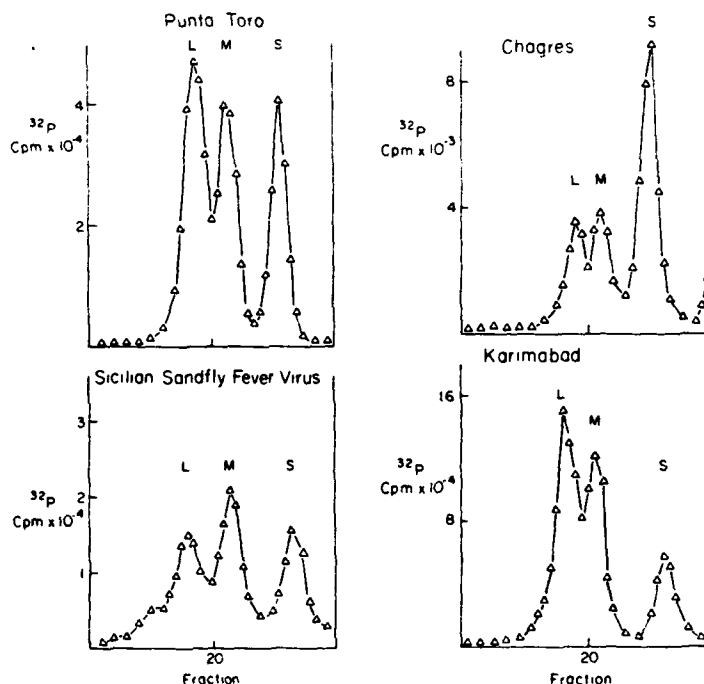 Punta Toro
L M S
4
32P
Cpm x 10-4
2
Chagres
S
8
32P
Cpm x 10-3
L M
4
20
Sicilian Sandfly Fever Virus
3
L M S
32P
2
Cpm x 10-4
1
20
Fraction
Karimabad
16
L
M
32P
S
Cpm x 10-4
8
20
Fraction